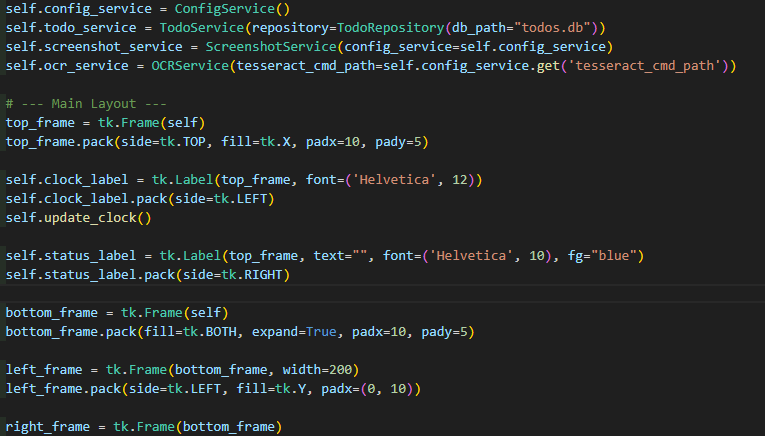 self.config_service = ConfigService()
self.todo_service = TodoService(repository=TodoRepository(db_path="todos.db"))
self.screenshot_service = ScreenshotService(config_service=self.config_service)
self.ocr_service = OCRService(tesseract_cmd_path=self.config_service.get('tesseract_cmd_path'))
# --- Main Layout ---
top_frame = tk.Frame(self)
top_frame.pack(side=tk.TOP, fill=tk.X, padx=10, pady=5)
self.clock_label = tk.Label(top_frame, font=('Helvetica', 12))
self.clock_label.pack(side=tk.LEFT)
self.update_clock()
self.status_label = tk.Label(top_frame, text="", font=('Helvetica', 10), fg="blue")
self.status_label.pack(side=tk.RIGHT)
bottom_frame = tk.Frame(self)
bottom_frame.pack(fill=tk.BOTH, expand=True, padx=10, pady=5)
left_frame = tk.Frame(bottom_frame, width=200)
left_frame.pack(side=tk.LEFT, fill=tk.Y, padx=(0, 10))
right_frame = tk.Frame(bottom_frame)